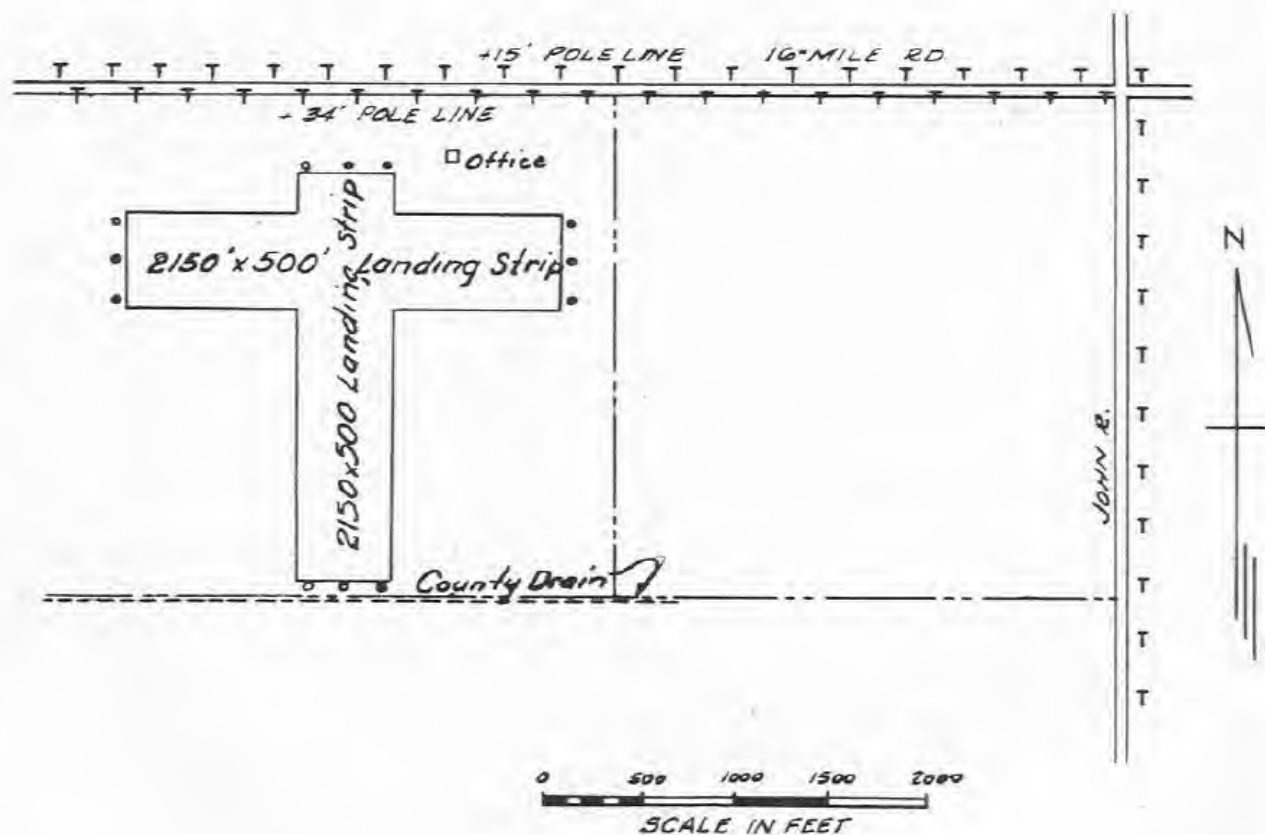 +15' POLE LINE 16-MILE RD
+34' POLE LINE
Office
2150'x500' Landing Strip
2150x500 Landing Strip
N
JOHN R.
County Drain
0 500 1000 1500 2000
SCALE IN FEET